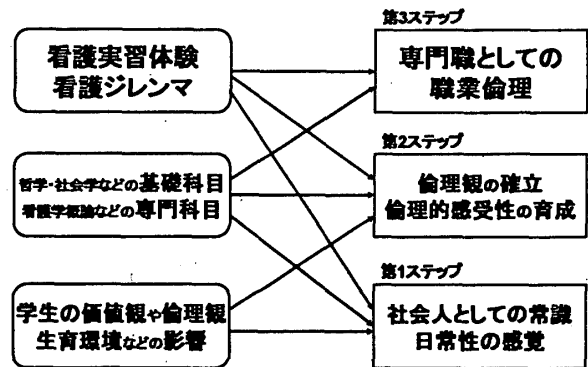 看護実習体験
看護ジレンマ
哲学・社会学などの基礎科目
看護学概論などの専門科目
学生の価値観や倫理観
生育環境などの影響
第3ステップ
専門職としての
職業倫理
第2ステップ
倫理観の確立
倫理的感受性の育成
第1ステップ
社会人としての常識
日常性の感覚